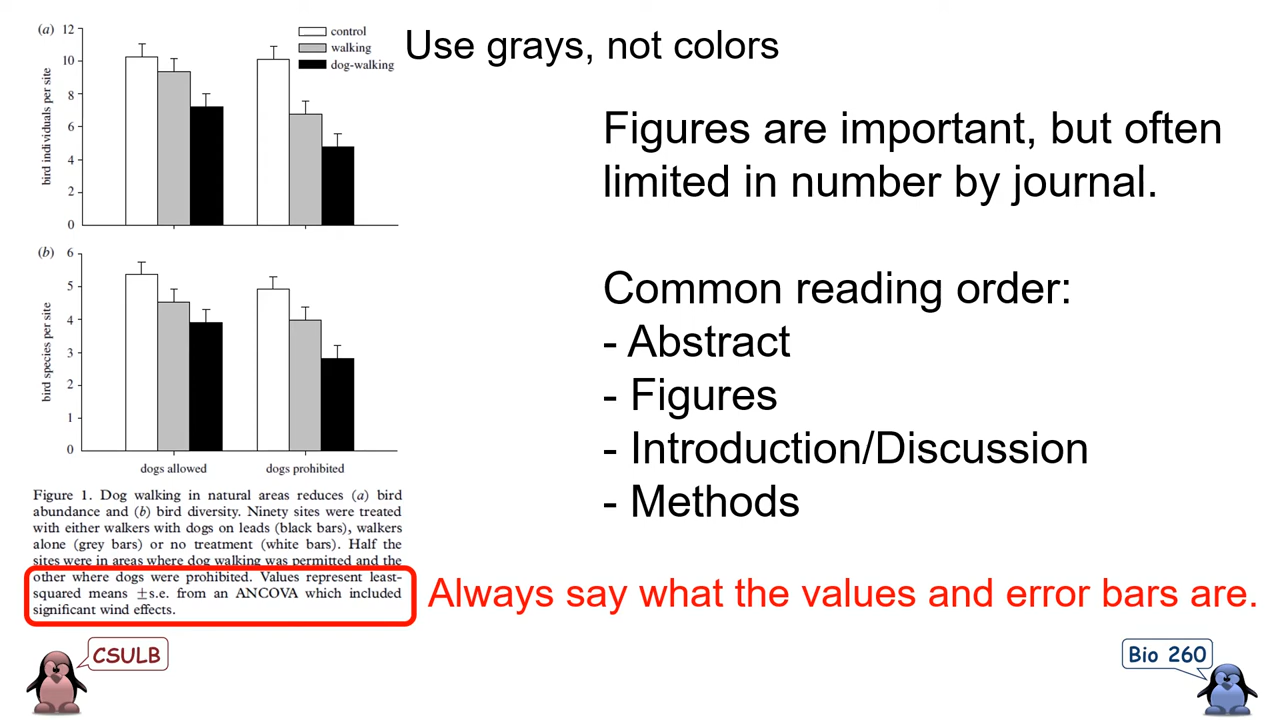 (a)
12
10
8
6
4
2
0
bird individuals per site
control
walking
dog-walking
Use grays, not colors
(b)
6
5
4
3
2
1
0
bird species per site
dogs allowed dogs prohibited
Figure 1. Dog walking in natural areas reduces (a) bird
abundance and (b) bird diversity. Ninety sites were treated
with either walkers with dogs on leads (black bars), walkers
alone (grey bars) or no treatment (white bars). Half the
sites were in areas where dog walking was permitted and the
other where dogs were prohibited. Values represent least-
squared means ±s.e. from an ANCOVA which included
significant wind effects.
Figures are important, but often
limited in number by journal.
Common reading order:
- Abstract
- Figures
- Introduction/Discussion
- Methods
Always say what the values and error bars are.
CSULB
Bio 260